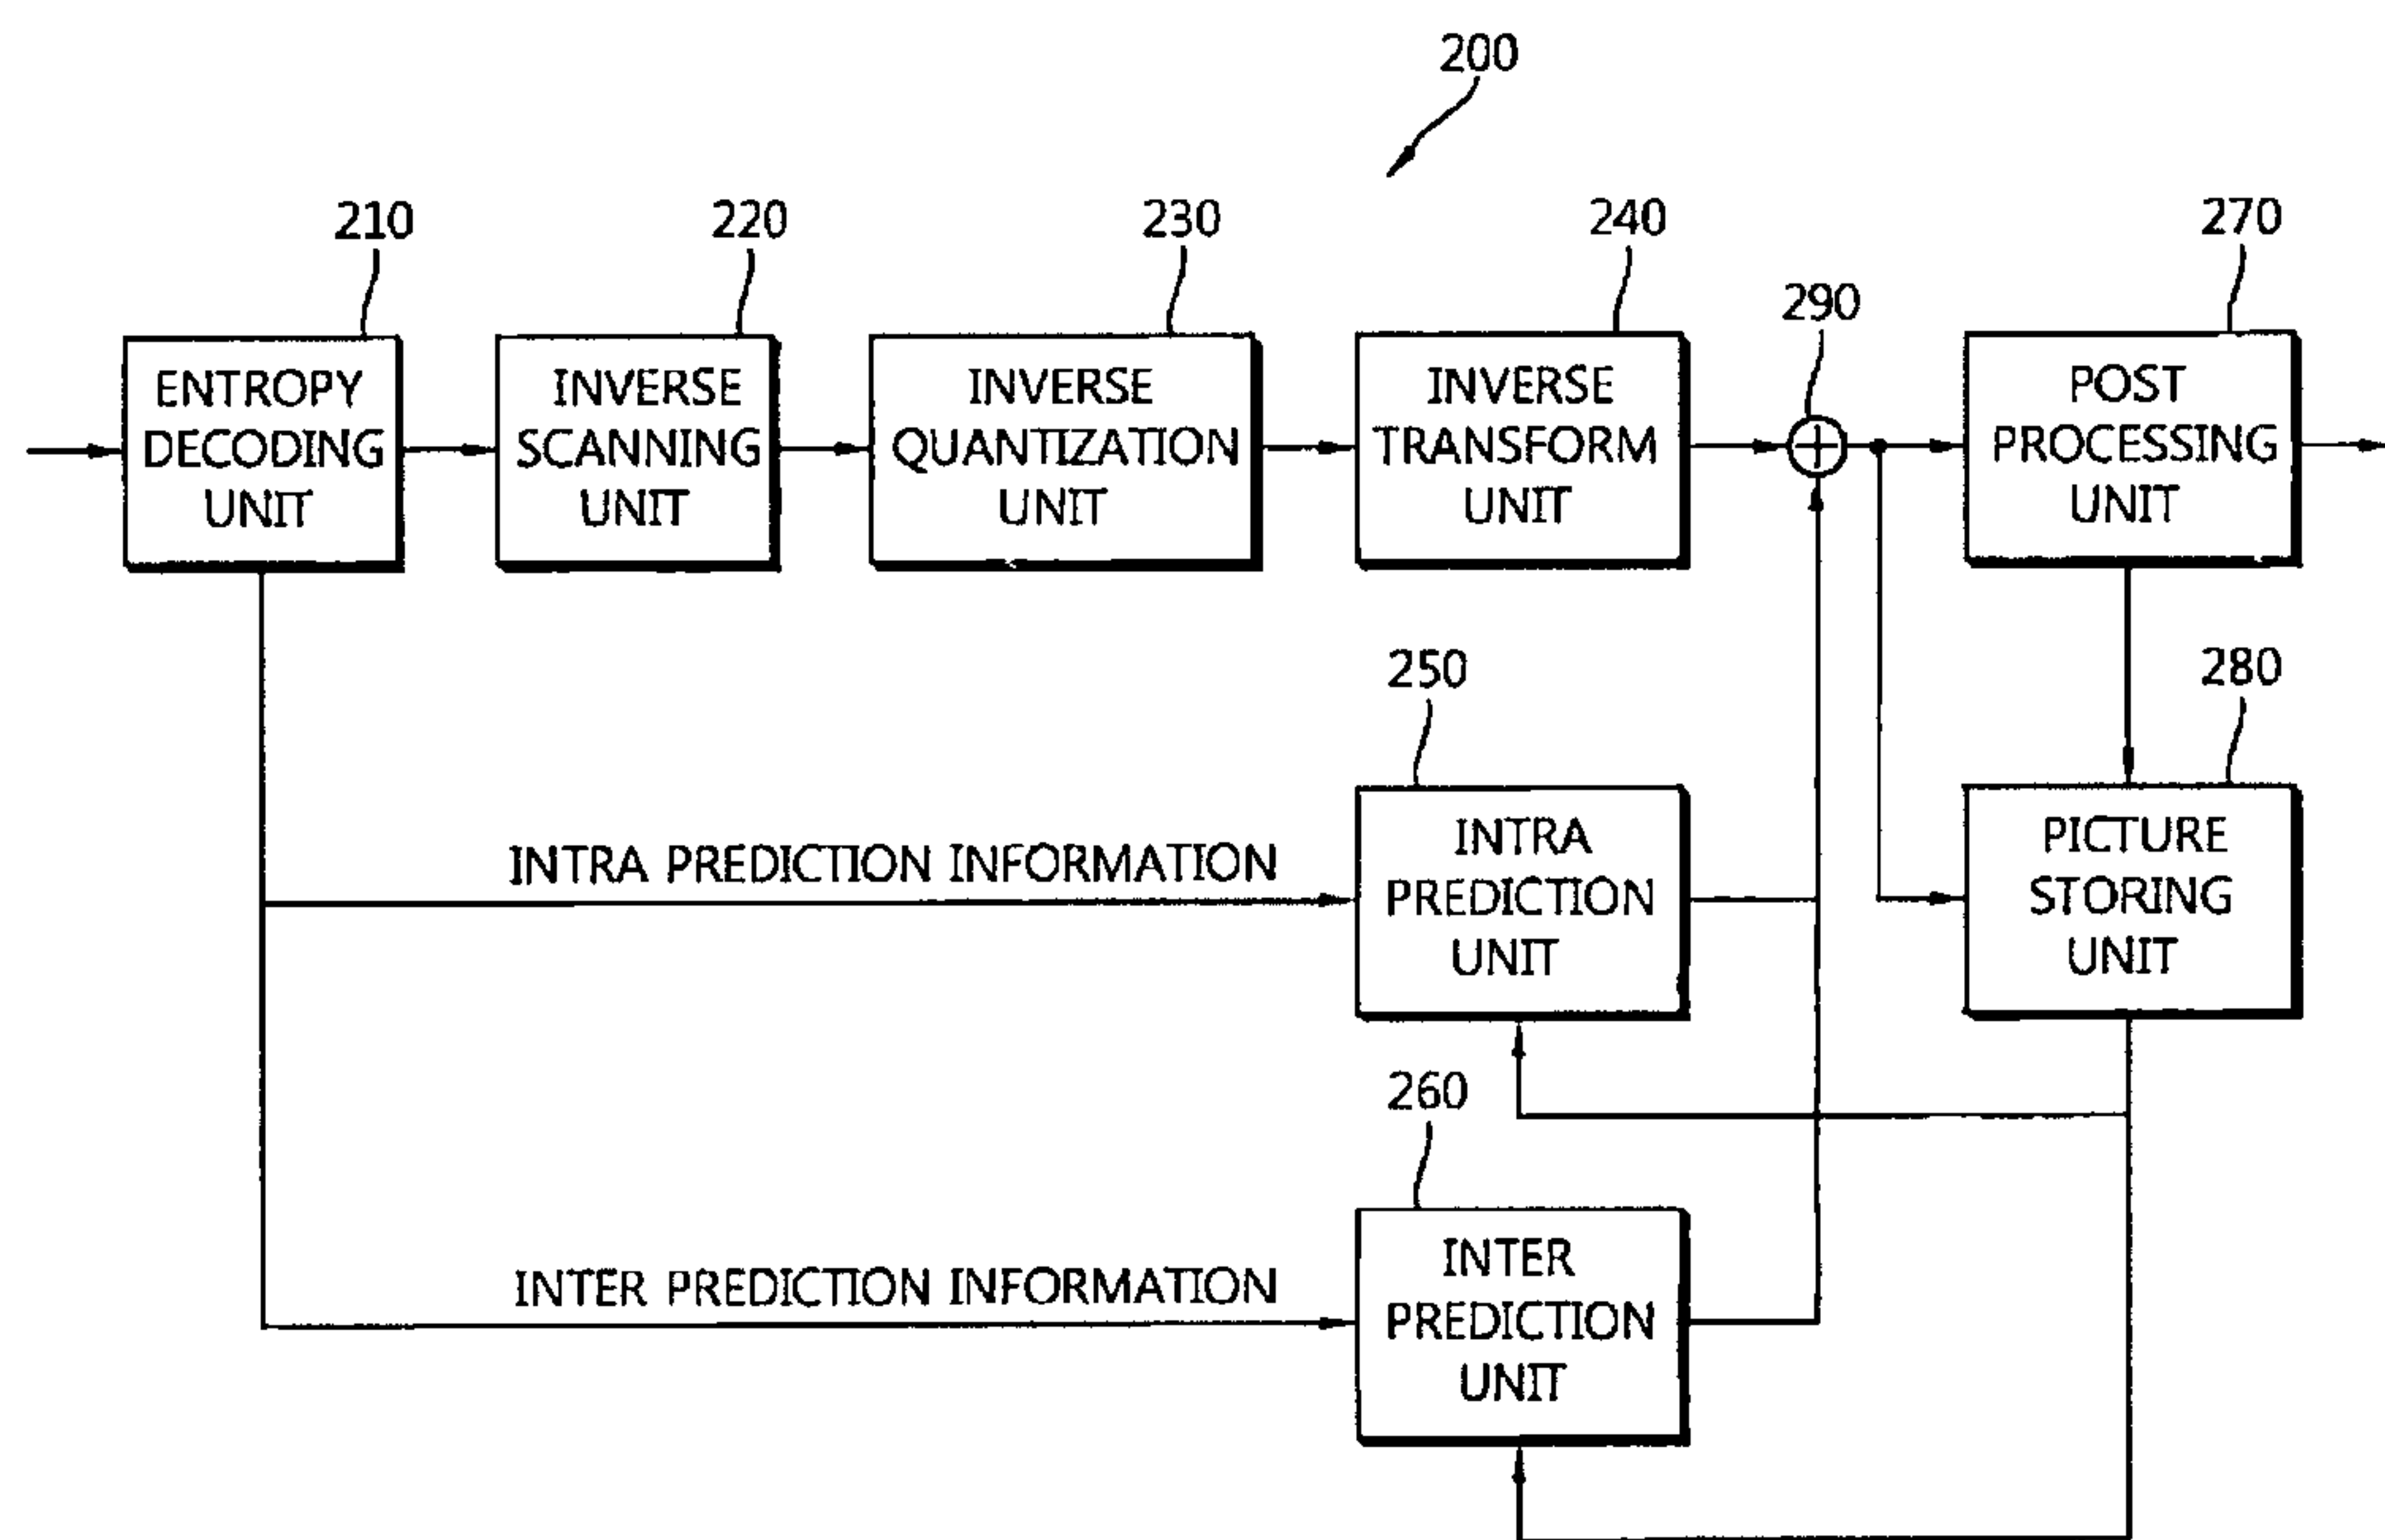 200
210
220
230
240
290
270
ENTROPY
DECODING
UNIT
INVERSE
SCANNING
UNIT
INVERSE
QUANTIZATION
UNIT
INVERSE
TRANSFORM
UNIT
POST
PROCESSING
UNIT
250
280
INTRA PREDICTION INFORMATION
INTRA
PREDICTION
UNIT
PICTURE
STORING
UNIT
260
INTER PREDICTION INFORMATION
INTER
PREDICTION
UNIT